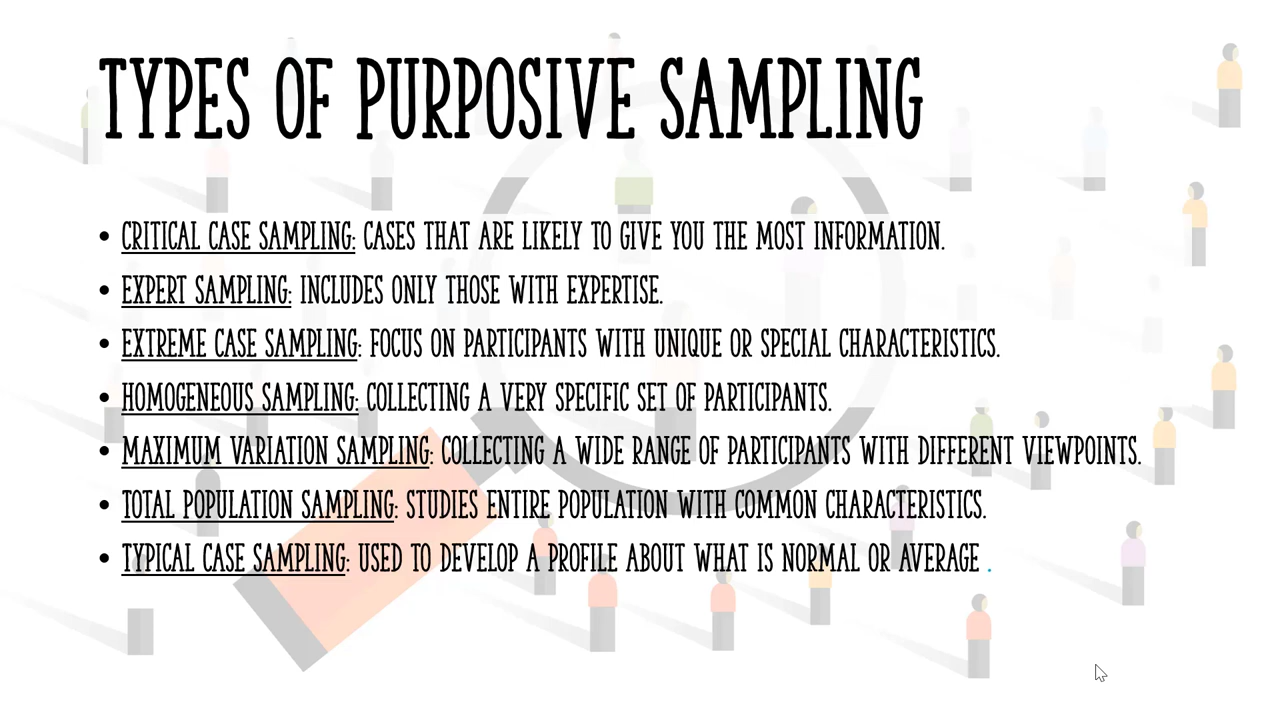 TYPES OF PURPOSIVE SAMPLING
• CRITICAL CASE SAMPLING: CASES THAT ARE LIKELY TO GIVE YOU THE MOST INFORMATION.
• EXPERT SAMPLING: INCLUDES ONLY THOSE WITH EXPERTISE.
• EXTREME CASE SAMPLING: FOCUS ON PARTICIPANTS WITH UNIQUE OR SPECIAL CHARACTERISTICS.
• HOMOGENEOUS SAMPLING: COLLECTING A VERY SPECIFIC SET OF PARTICIPANTS.
• MAXIMUM VARIATION SAMPLING: COLLECTING A WIDE RANGE OF PARTICIPANTS WITH DIFFERENT VIEWPOINTS.
• TOTAL POPULATION SAMPLING: STUDIES ENTIRE POPULATION WITH COMMON CHARACTERISTICS.
• TYPICAL CASE SAMPLING: USED TO DEVELOP A PROFILE ABOUT WHAT IS NORMAL OR AVERAGE .